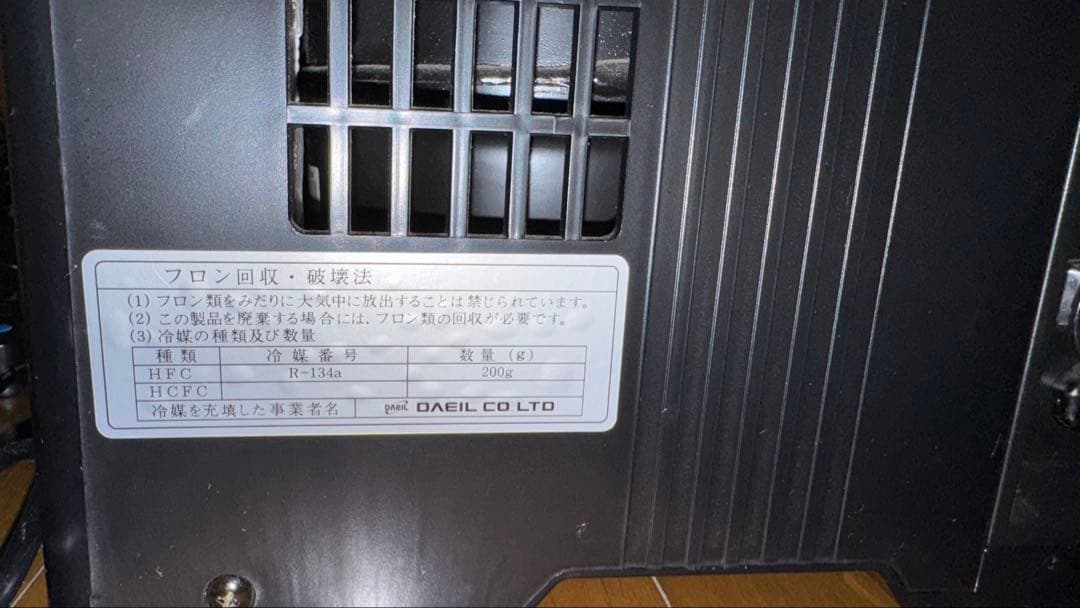 フロン回収・破壊法
(1) フロン類をみだりに大気中に放出することは禁じられています。
(2) この製品を廃棄する場合には、フロン類の回収が必要です。
(3) 冷媒の種類及び数量
種類 冷媒番号 数量 (g)
HFC R-134a 200g
HCFC
冷媒を充填した事業者名 DAEIL DAEIL CO LTD